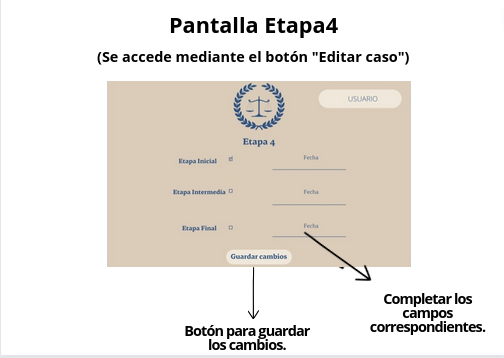 Pantalla Etapa4
(Se accede mediante el botón "Editar caso")
USUARIO
Etapa 4
Etapa Inicial
Fecha
Etapa Intermedia
Fecha
Etapa Final
Fecha
Guardar cambios
Completar los
campos
correspondientes.
Botón para guardar
los cambios.